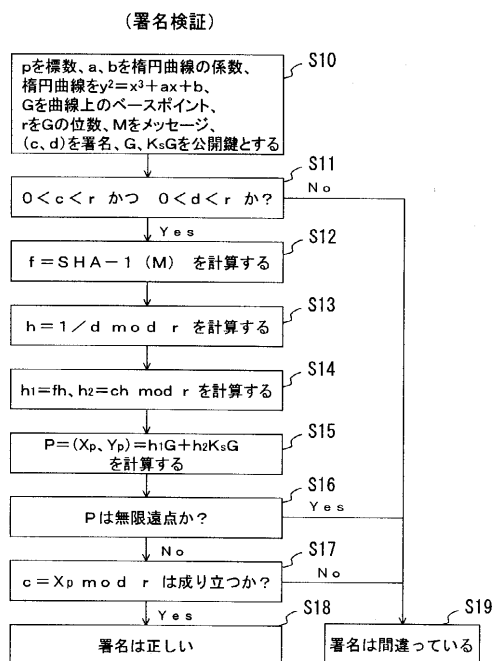 (署名検証)
S10
pを標数、a、bを楕円曲線の係数、
楕円曲線をy²=x³+ax+b、
Gを曲線上のベースポイント、
rをGの位数、Mをメッセージ、
(c、d)を署名、G、KsGを公開鍵とする
S11
0<c<r かつ 0<d<r か?
No
Yes
S12
f=SHA-1(M) を計算する
S13
h=1/d mod r を計算する
S14
h1=fh、h2=ch mod r を計算する
S15
P=(Xp、Yp)=h1G+h2KsG
を計算する
S16
Pは無限遠点か?
Yes
No
S17
c=Xp mod r は成り立つか?
No
Yes
S18
署名は正しい
S19
署名は間違っている